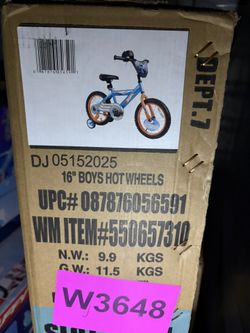 DEPT.7
DJ 05152025
16" BOYS HOT WHEELS
UPC# 087876056591
WM ITEM#550657310
N.W.: 9.9 KGS
G.W.: 11.5 KGS
W3648